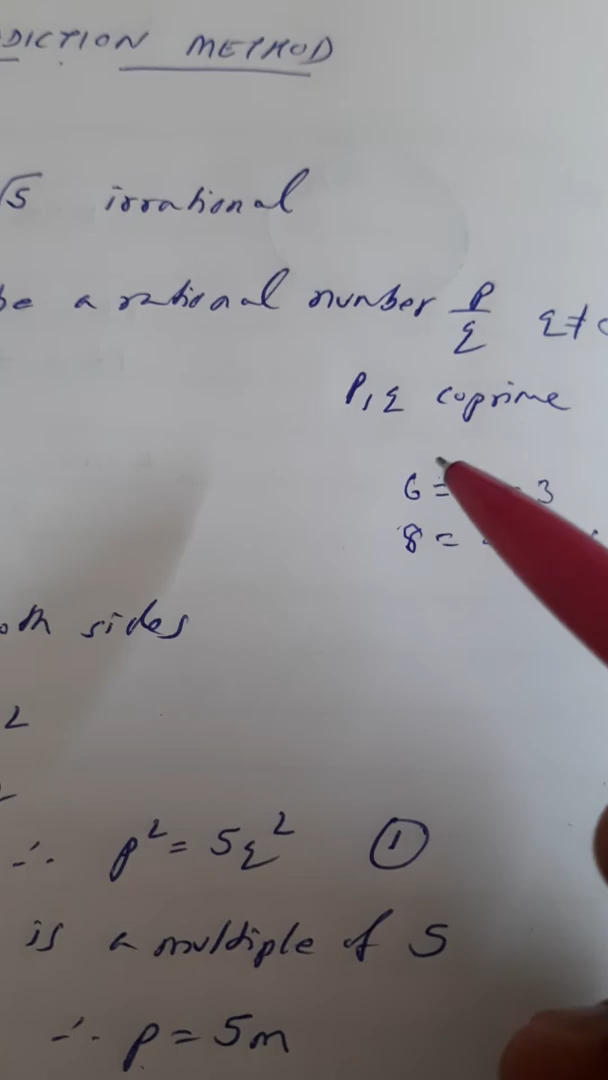 DICTION METHOD
√5 irrational
be a rational number p/q q≠
p, q coprime
6 = 3
8 =
oth sides
2
∴ p² = 5q² ①
is a multiple of 5
∴ p = 5m